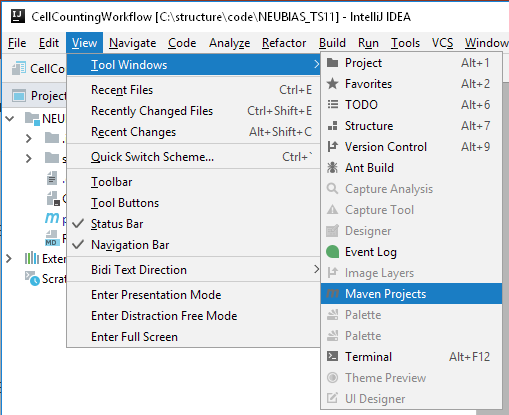 CellCountingWorkflow [C:\structure\code\NEUBIAS_TS11] - IntelliJ IDEA
File Edit View Navigate Code Analyze Refactor Build Run Tools VCS Window
CellCo
Project
NEU
Exter
Scrat
Tool Windows
Recent Files Ctrl+E
Recently Changed Files Ctrl+Shift+E
Recent Changes Alt+Shift+C
Quick Switch Scheme... Ctrl+`
Toolbar
Tool Buttons
Status Bar
Navigation Bar
Bidi Text Direction
Enter Presentation Mode
Enter Distraction Free Mode
Enter Full Screen
Project Alt+1
Favorites Alt+2
TODO Alt+6
Structure Alt+7
Version Control Alt+9
Ant Build
Capture Analysis
Capture Tool
Designer
Event Log
Image Layers
Maven Projects
Palette
Palette
Terminal Alt+F12
Theme Preview
UI Designer